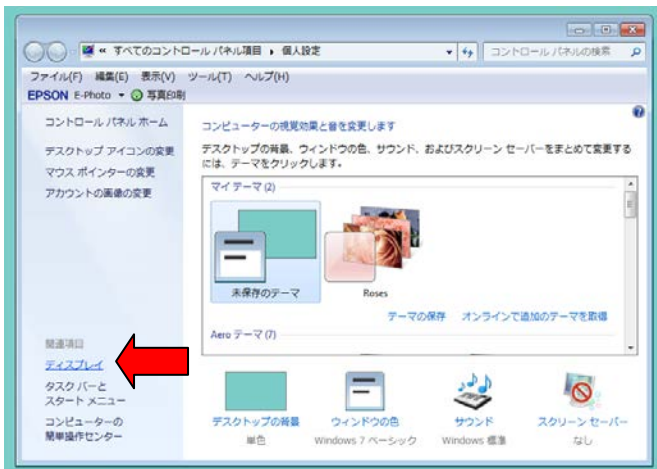 « すべてのコントロール パネル項目 ▸ 個人設定
コントロール パネルの検索
ファイル(F) 編集(E) 表示(V) ツール(T) ヘルプ(H)
EPSON E-Photo 写真印刷
コントロール パネル ホーム
デスクトップ アイコンの変更
マウス ポインターの変更
アカウントの画像の変更
関連項目
ディスプレイ
タスク バーと
スタート メニュー
コンピューターの
簡単操作センター
コンピューターの視覚効果と音を変更します
デスクトップの背景、ウィンドウの色、サウンド、およびスクリーン セーバーをまとめて変更する
には、テーマをクリックします。
マイ テーマ (2)
未保存のテーマ
Roses
テーマの保存 オンラインで追加のテーマを取得
Aero テーマ (7)
デスクトップの背景
単色
ウィンドウの色
Windows 7 ベーシック
サウンド
Windows 標準
スクリーン セーバー
なし